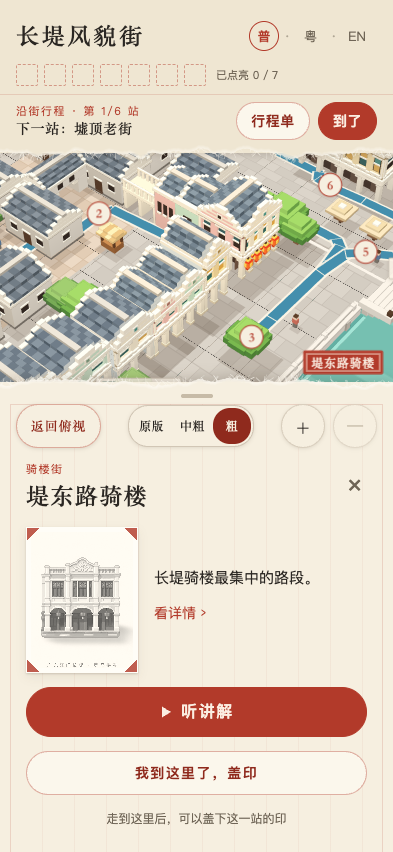 长堤风貌街
普 · 粤 · EN
已点亮 0 / 7
沿街行程 · 第 1/6 站
下一站：墟顶老街
行程单
到了
2
6
5
3
堤东路骑楼
返回俯视
原版 中粗 粗
+ —
骑楼街
堤东路骑楼
×
长堤骑楼最集中的路段。
看详情 ›
▶ 听讲解
我到这里了，盖印
走到这里后，可以盖下这一站的印